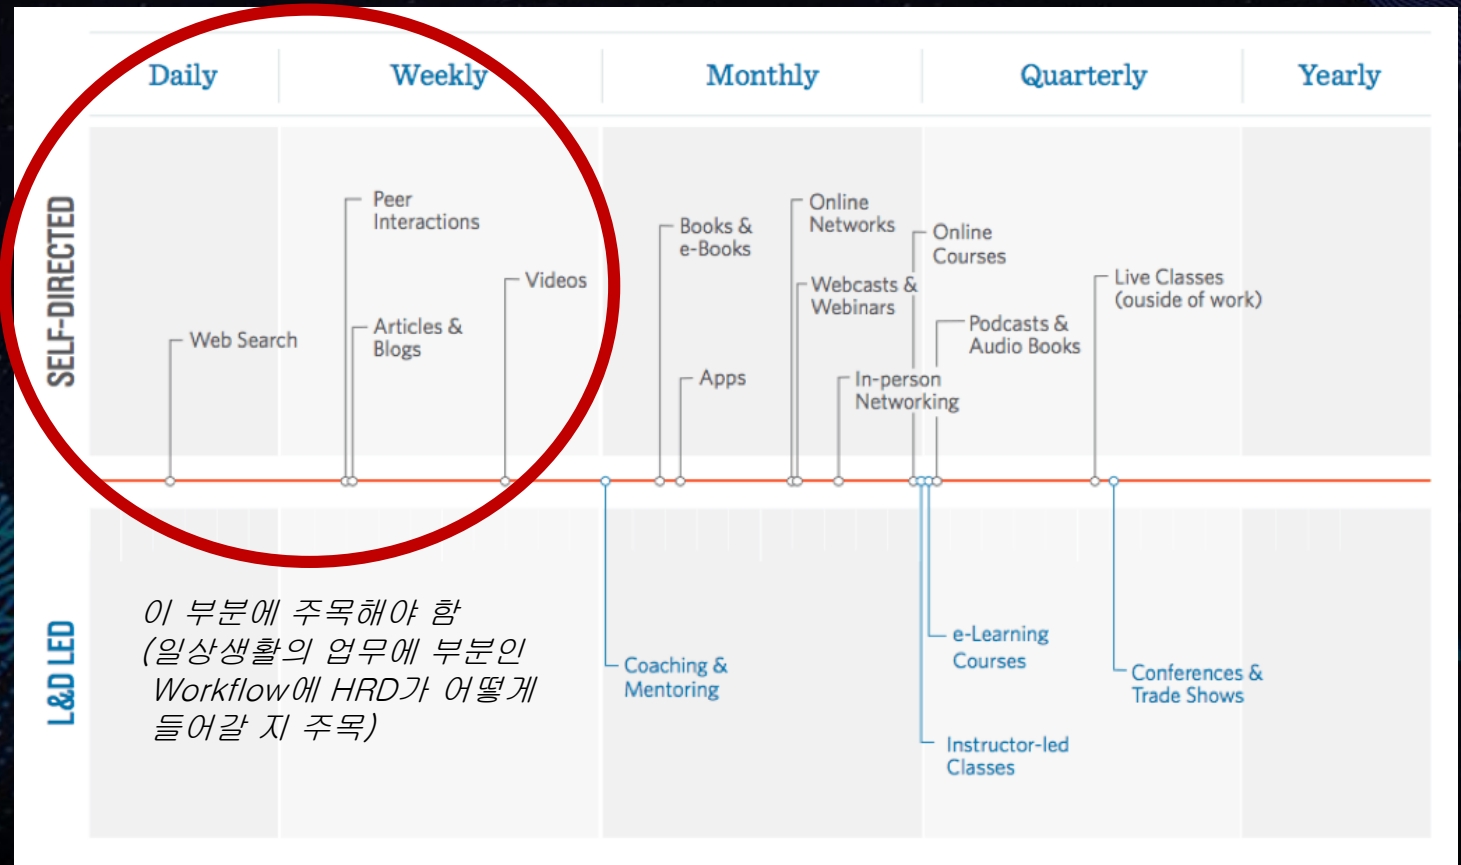 Daily
Weekly
Monthly
Quarterly
Yearly
SELF-DIRECTED
Web Search
Peer
Interactions
Articles &
Blogs
Videos
Books &
e-Books
Apps
Online
Networks
Webcasts &
Webinars
In-person
Networking
Online
Courses
Podcasts &
Audio Books
Live Classes
(ouside of work)
L&D LED
이 부분에 주목해야 함
(일상생활의 업무에 부분인
Workflow에 HRD가 어떻게
들어갈 지 주목)
Coaching &
Mentoring
e-Learning
Courses
Instructor-led
Classes
Conferences &
Trade Shows